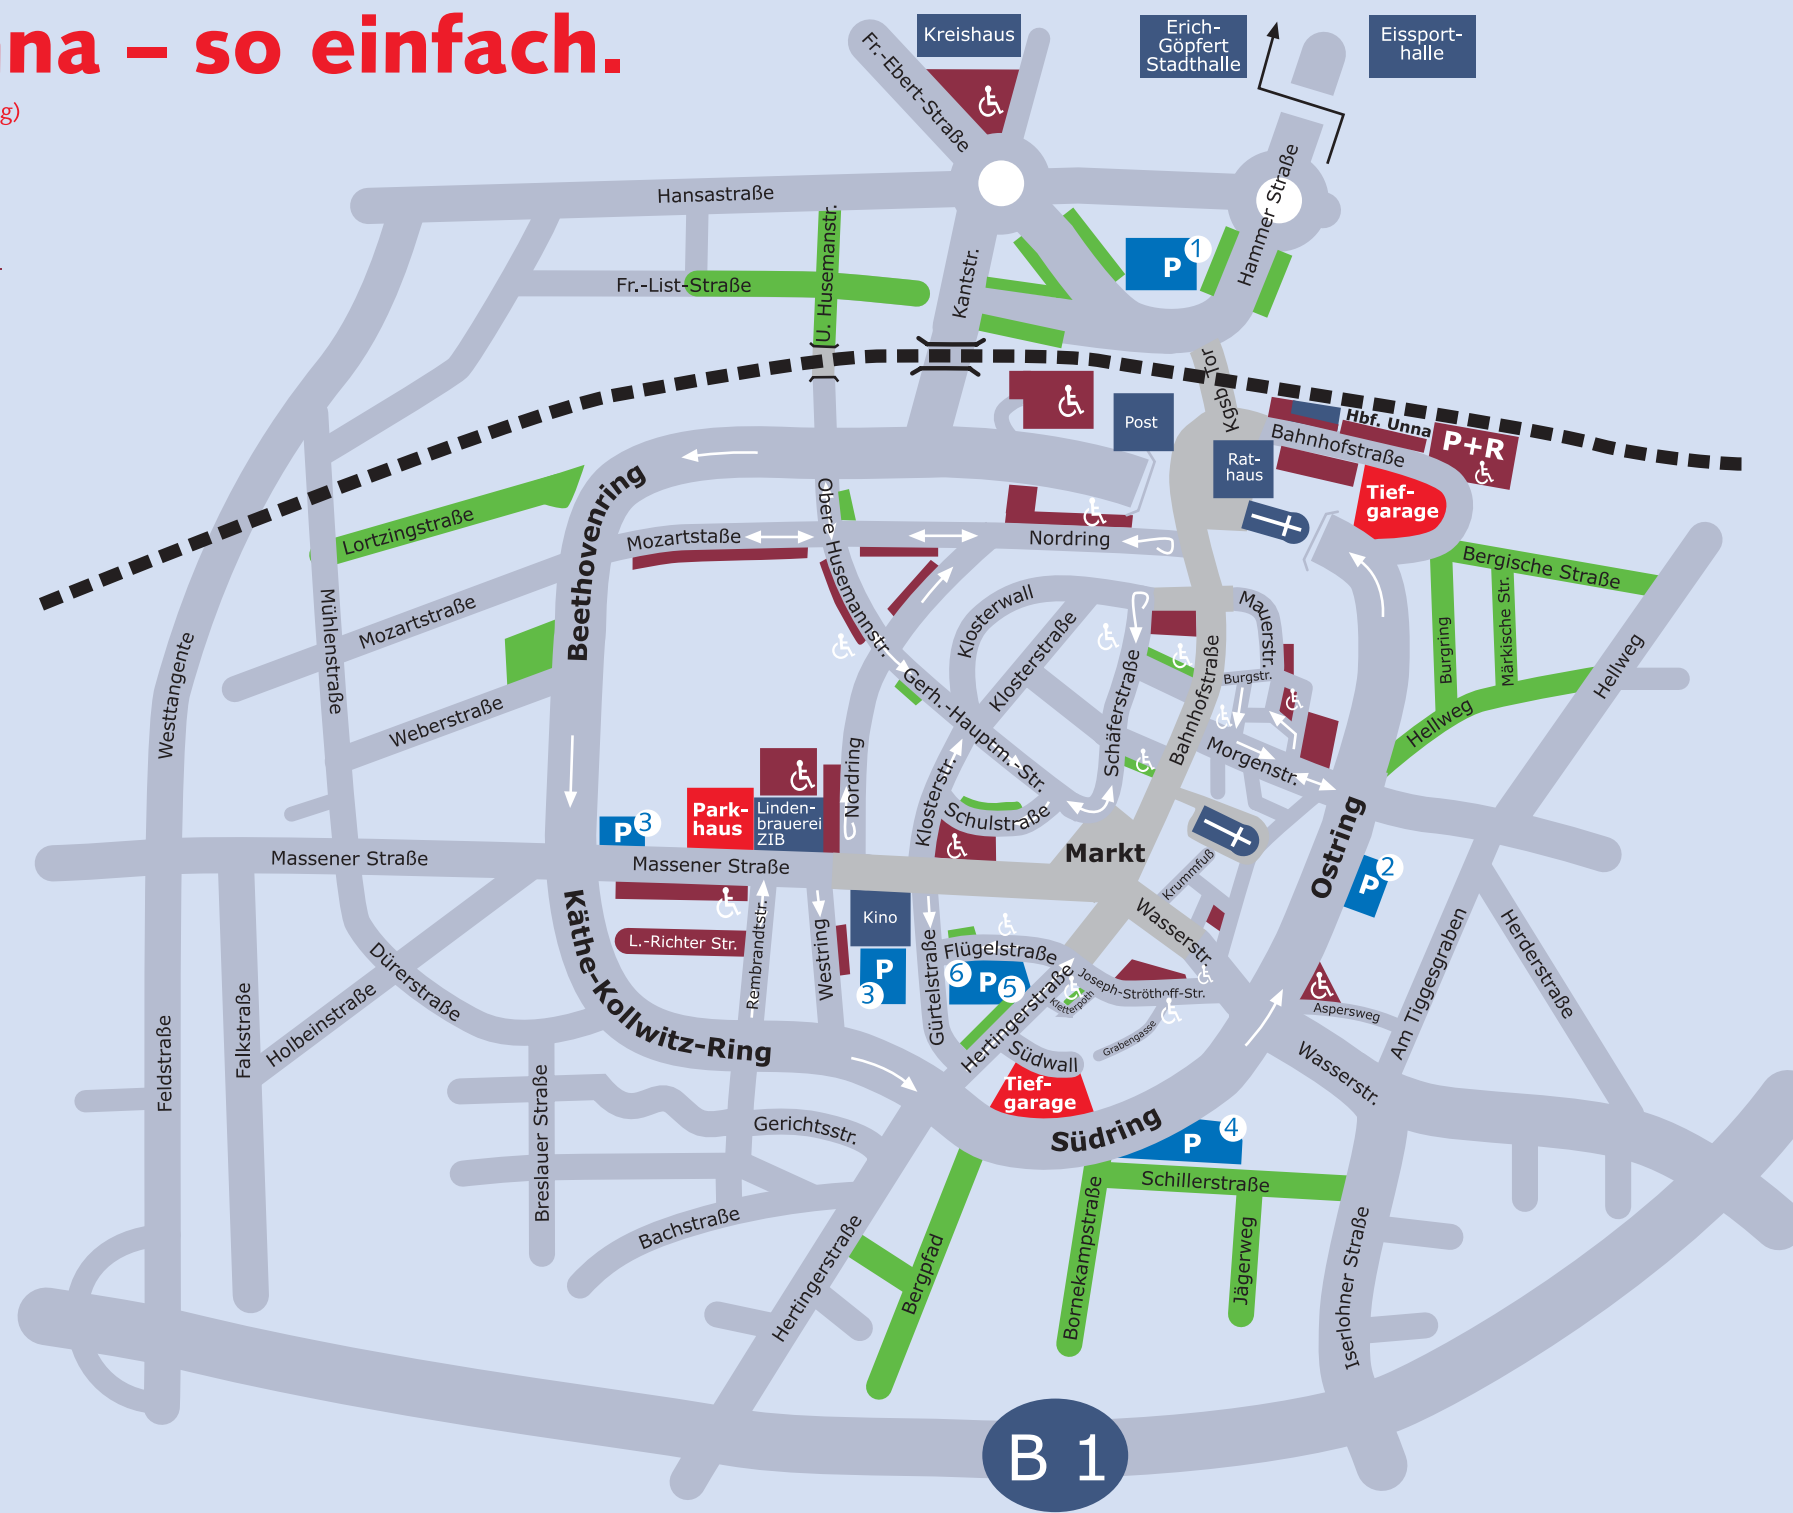 na – so einfach.
g)
Kreishaus
Erich-
Göpfert
Stadthalle
Eissport-
halle
Fr.-Ebert-Straße
Hansastraße
Hammer Straße
U. Husemanstr.
Kantstr.
P 1
Fr.-List-Straße
Kgsb Tor
Post
Rat-
haus
Hbf. Unna
Bahnhofstraße
P+R
Tief-
garage
Beethovenring
Obere Husemannstr.
Lortzingstraße
Mozartstaße
Nordring
Bergische Straße
Mozartstraße
Mühlenstraße
Westtangente
Klosterwall
Klosterstraße
Mauerstr.
Burgring
Märkische Str.
Hellweg
Hellweg
Weberstraße
Gerh.-Hauptm.-Str.
Schäferstraße
Bahnhofstraße
Burgstr.
Morgenstr.
Nordring
Klosterstr.
Schulstraße
Park-
haus
Linden-
brauerei
ZIB
P 3
Massener Straße
Massener Straße
Markt
Krummfuß
Ostring
P 2
Kino
Wasserstr.
L.-Richter Str.
Rembrandtstr.
Westring
P
3
Gürtelstraße
Flügelstraße
6 P 5
Joseph-Ströthoff-Str.
Kletterpoth
Grabengasse
Hertingerstraße
Südwall
Tief-
garage
Aspersweg
Am Tiggesgraben
Herderstraße
Wasserstr.
Käthe-Kollwitz-Ring
Dürerstraße
Holbeinstraße
Falkstraße
Feldstraße
Breslauer Straße
Gerichtsstr.
Südring
P 4
Schillerstraße
Bachstraße
Hertingerstraße
Bergpfad
Bornekampstraße
Jägerweg
Iserlohner Straße
B 1